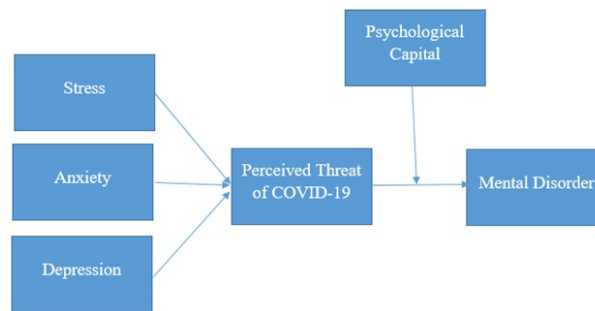 Psychological
Capital
Stress
Anxiety
Perceived Threat
of COVID-19
Mental Disorder
Depression